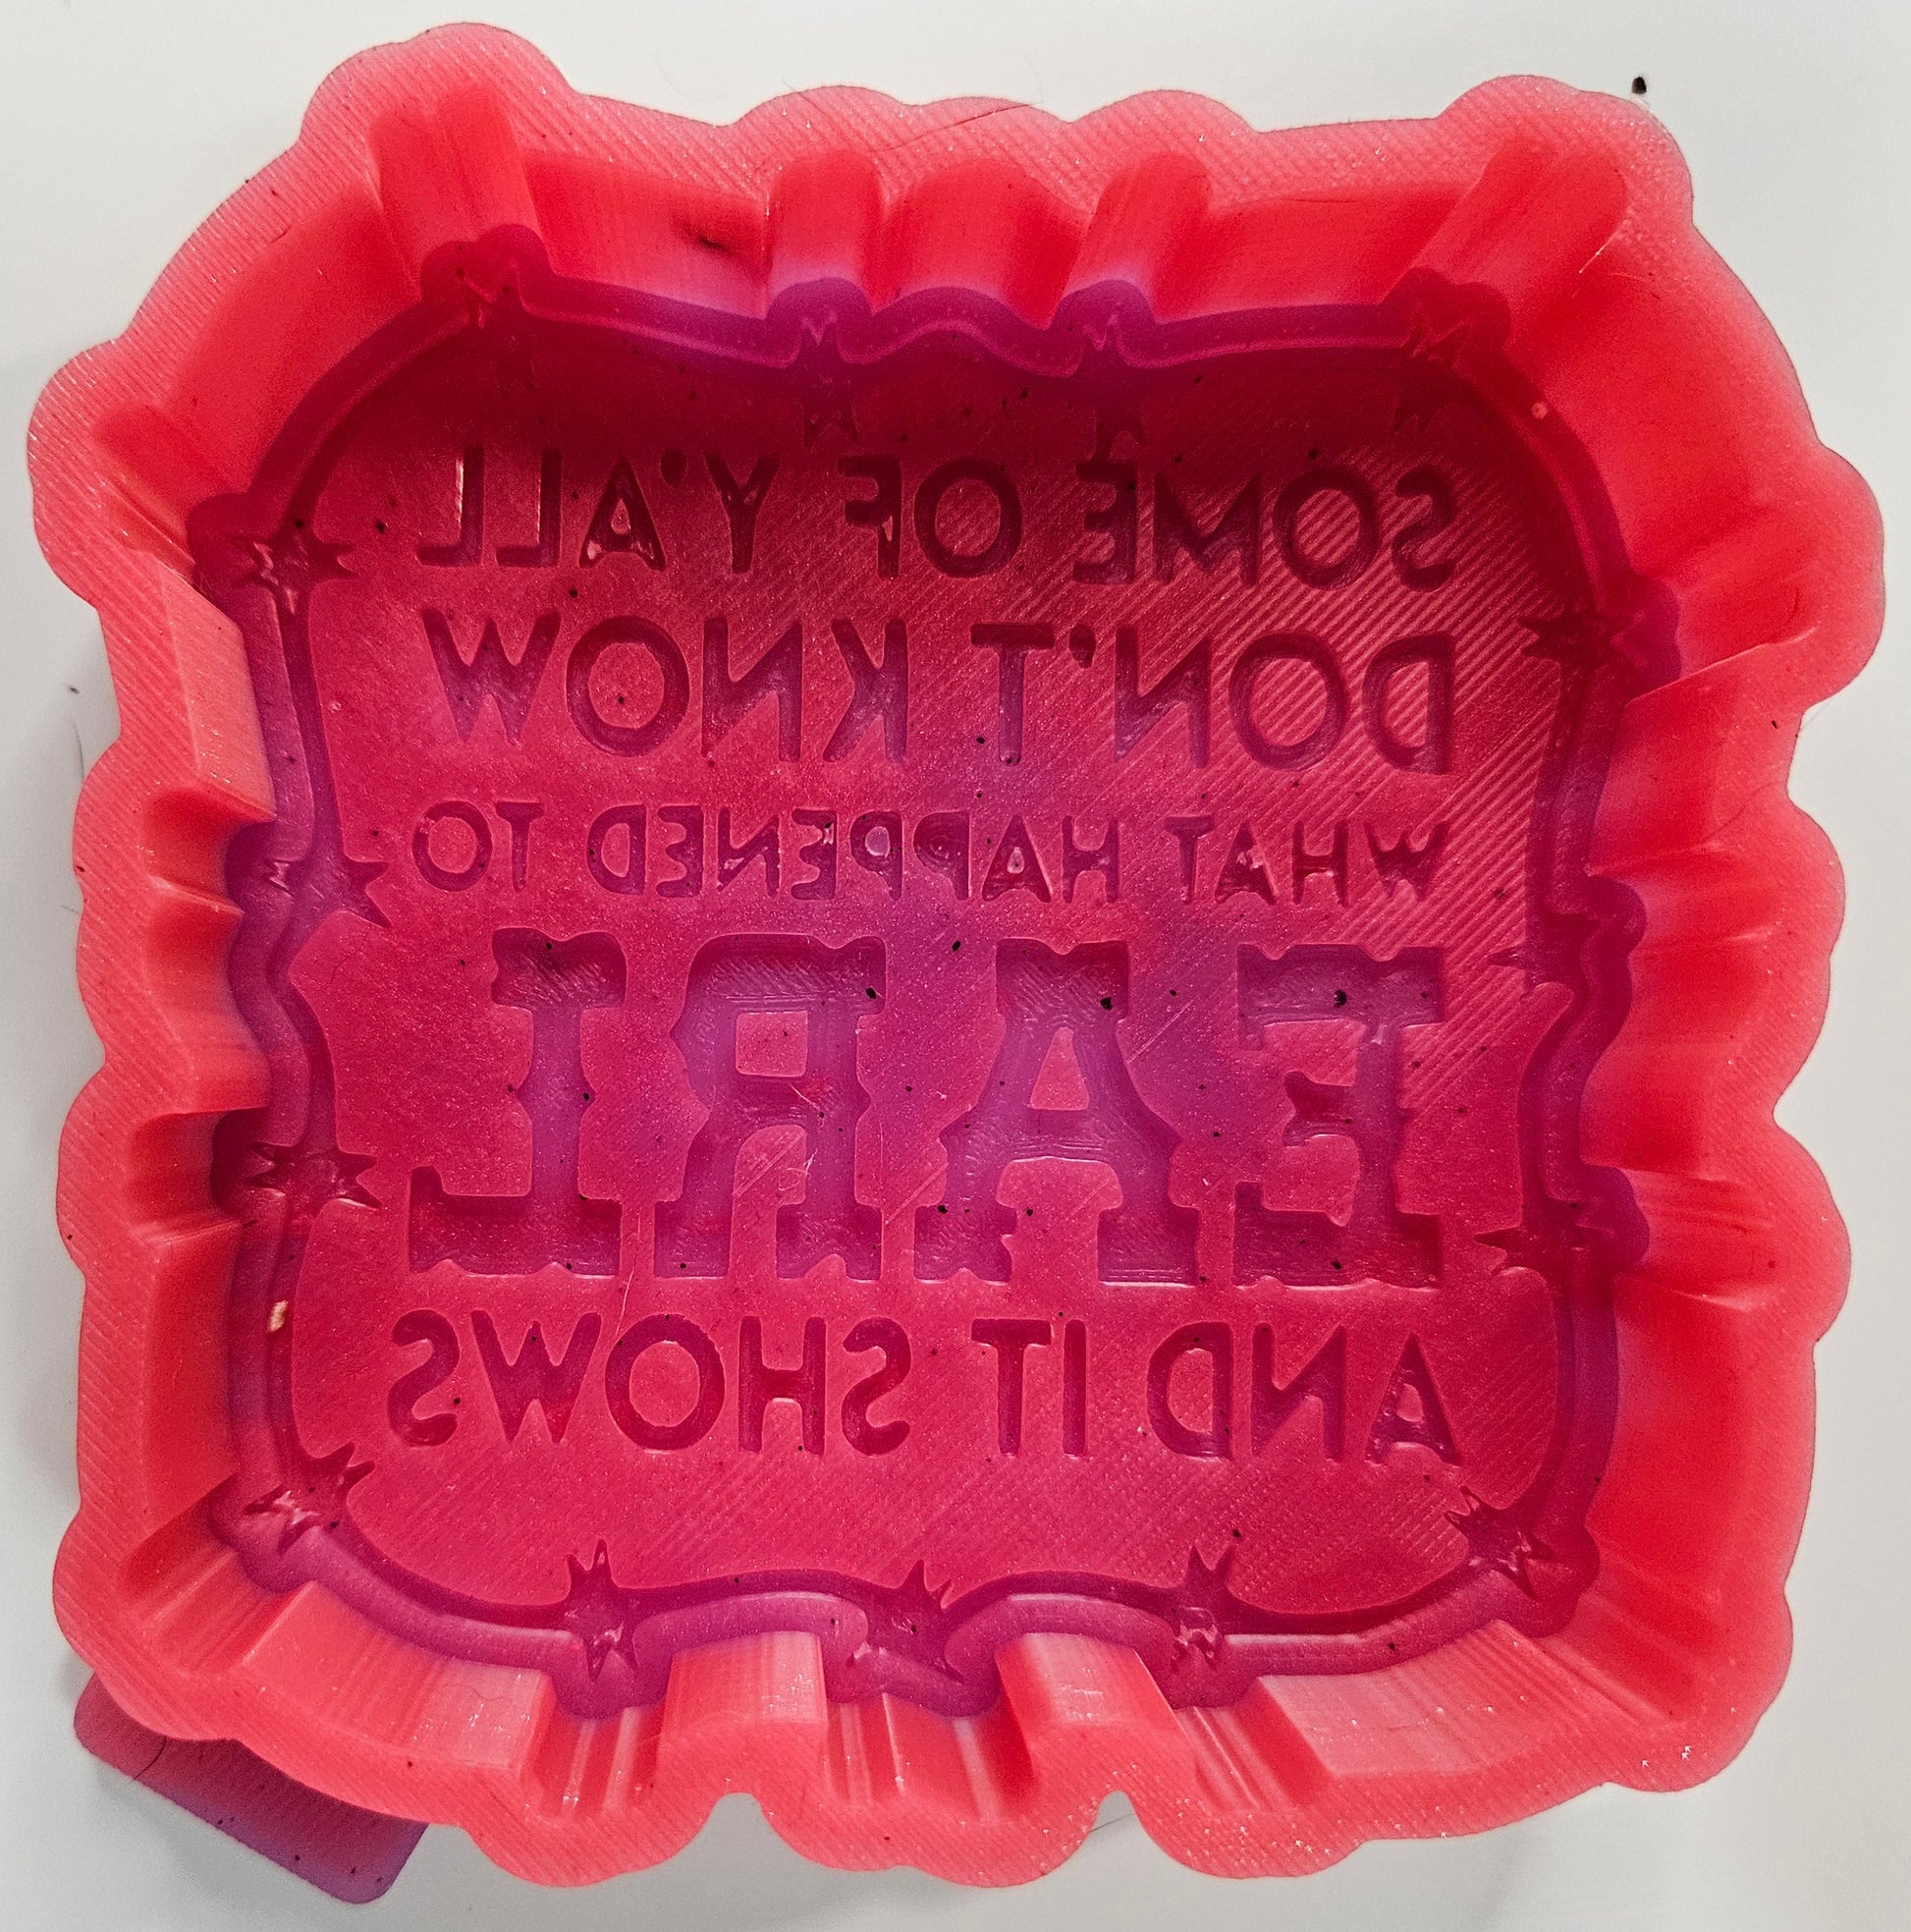 SOME OF Y'ALL
DON'T KNOW
WHAT HAPPENED TO
EARL
AND IT SHOWS